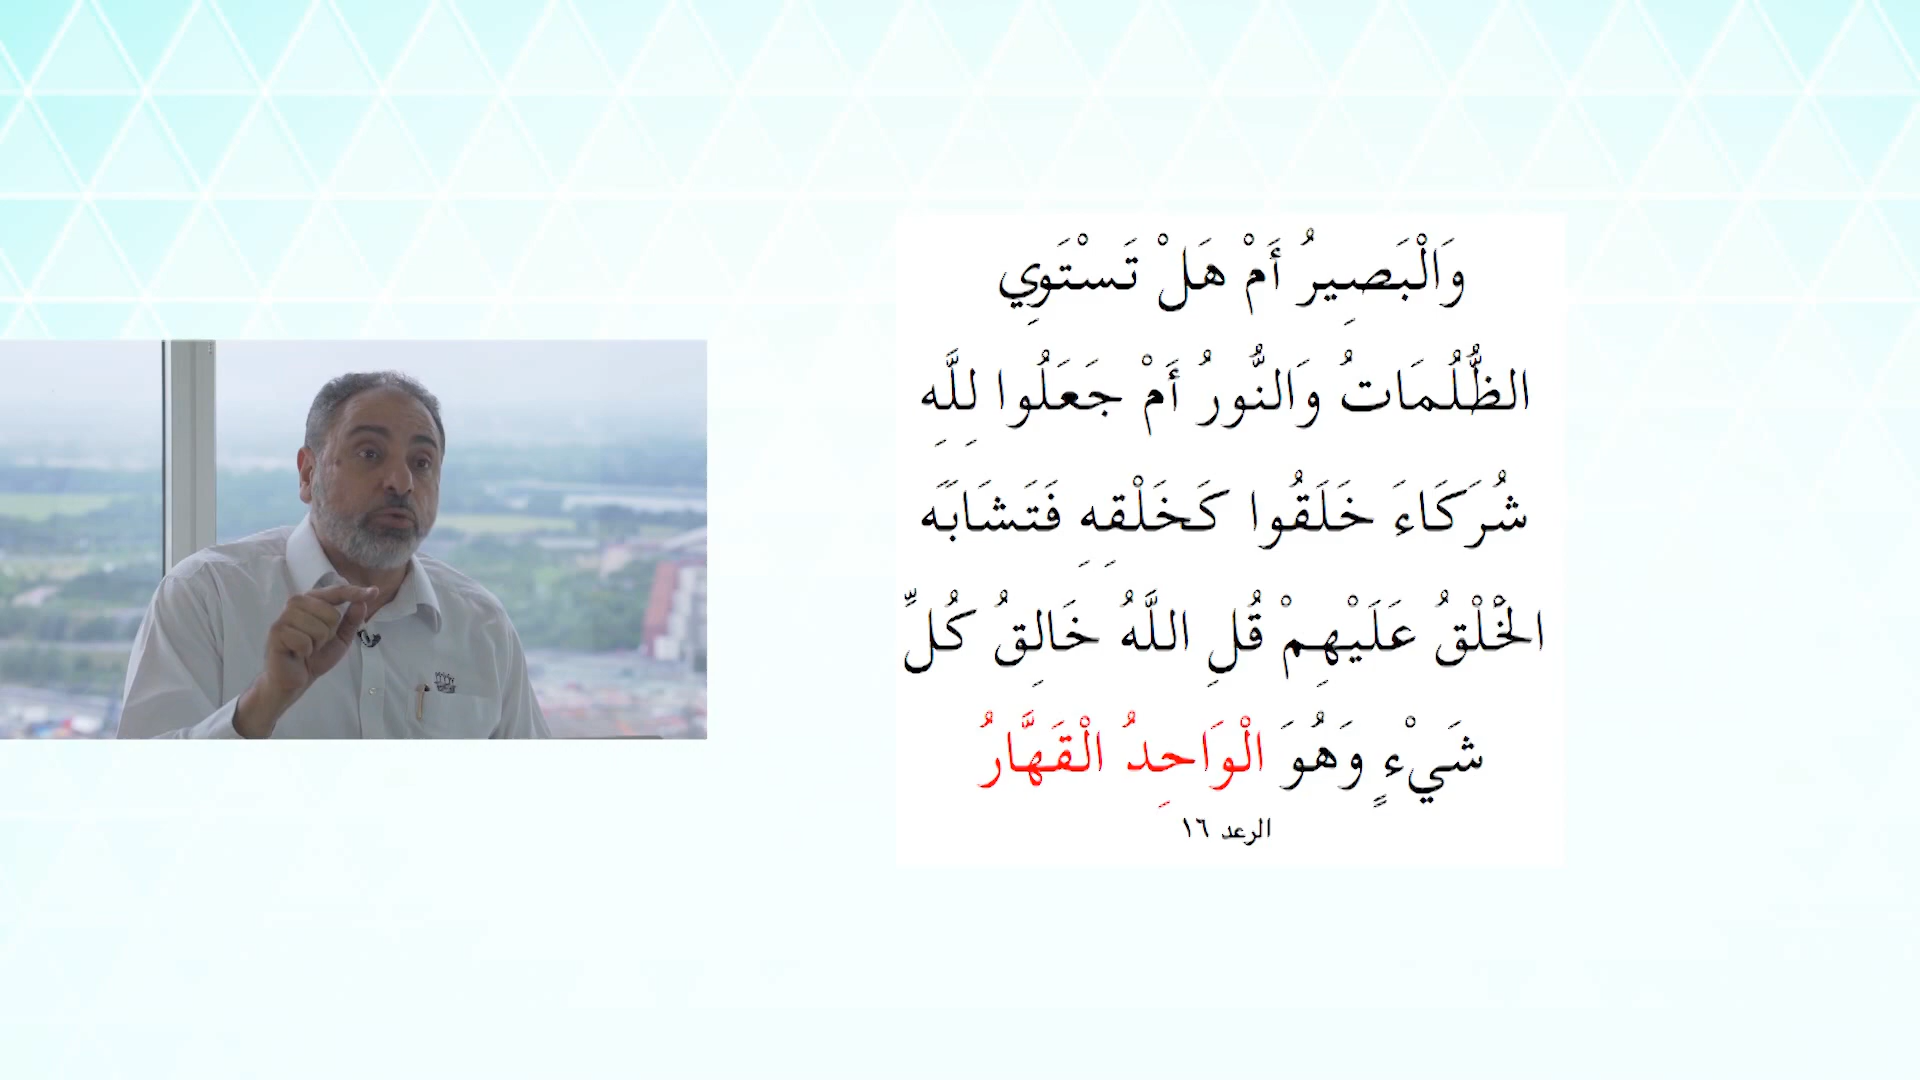 وَالْبَصِيرُ أَمْ هَلْ تَسْتَوِي
الظُّلُمَاتُ وَالنُّورُ أَمْ جَعَلُوا لِلَّهِ
شُرَكَاءَ خَلَقُوا كَخَلْقِهِ فَتَشَابَهَ
الْخَلْقُ عَلَيْهِمْ قُلِ اللَّهُ خَالِقُ كُلِّ
شَيْءٍ وَهُوَ الْوَاحِدُ الْقَهَّارُ
الرعد ١٦